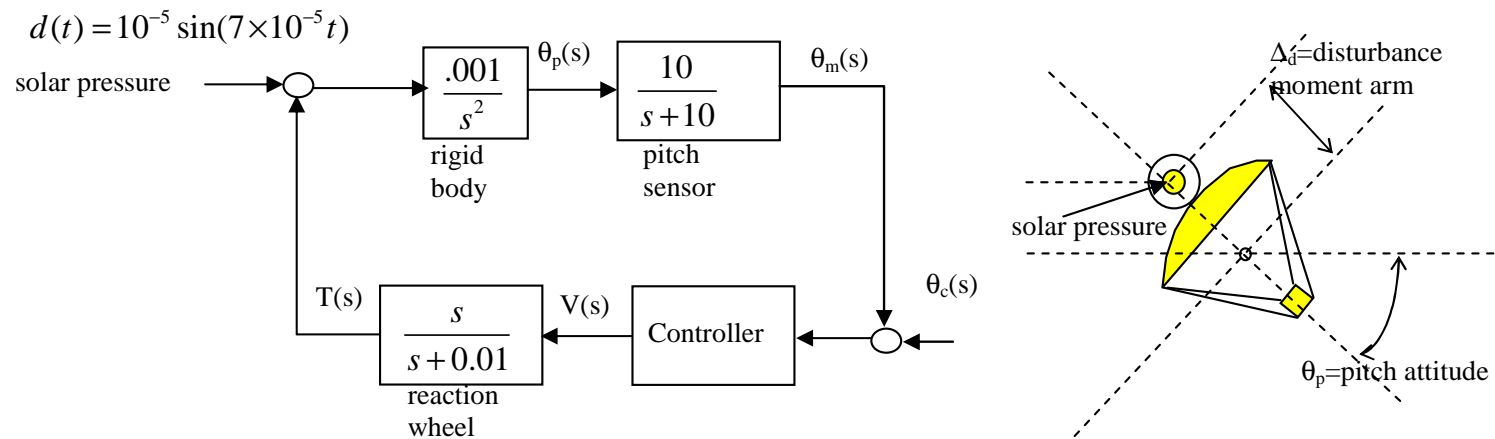 d(t) = 10⁻⁵ sin(7×10⁻⁵t)
solar pressure
.001
s²
rigid
body
θp(s)
10
s+10
pitch
sensor
θm(s)
θc(s)
Controller
V(s)
s
s+0.01
reaction
wheel
T(s)
Δd=disturbance
moment arm
solar pressure
θp=pitch attitude